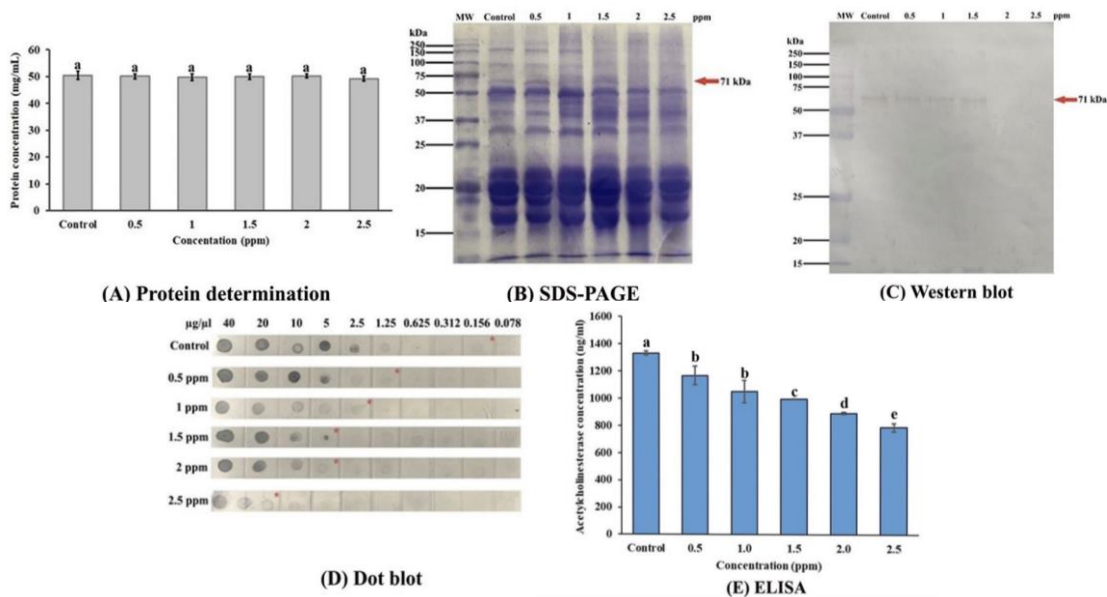 Protein concentration (mg/mL)
60
50
40
30
20
10
0
a a a a a a
Control 0.5 1 1.5 2 2.5
Concentation (ppm)
(A) Protein determination
MW Control 0.5 1 1.5 2 2.5 ppm
kDa
250
150
100
75
50
37
25
20
15
71 kDa
(B) SDS-PAGE
MW Control 0.5 1 1.5 2 2.5 ppm
kDa
250
150
100
75
50
37
25
20
15
71 kDa
(C) Western blot
µg/µl 40 20 10 5 2.5 1.25 0.625 0.312 0.156 0.078
Control
0.5 ppm
1 ppm
1.5 ppm
2 ppm
2.5 ppm
(D) Dot blot
Acetylcholinesterase concentration (ng/ml)
1600
1400
1200
1000
800
600
400
200
0
a b b c d e
Control 0.5 1.0 1.5 2.0 2.5
Concentration (ppm)
(E) ELISA